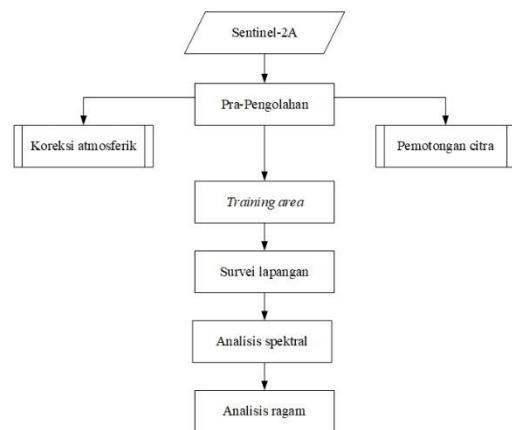 Sentinel-2A
Pra-Pengolahan
Koreksi atmosferik
Pemotongan citra
Training area
Survei lapangan
Analisis spektral
Analisis ragam